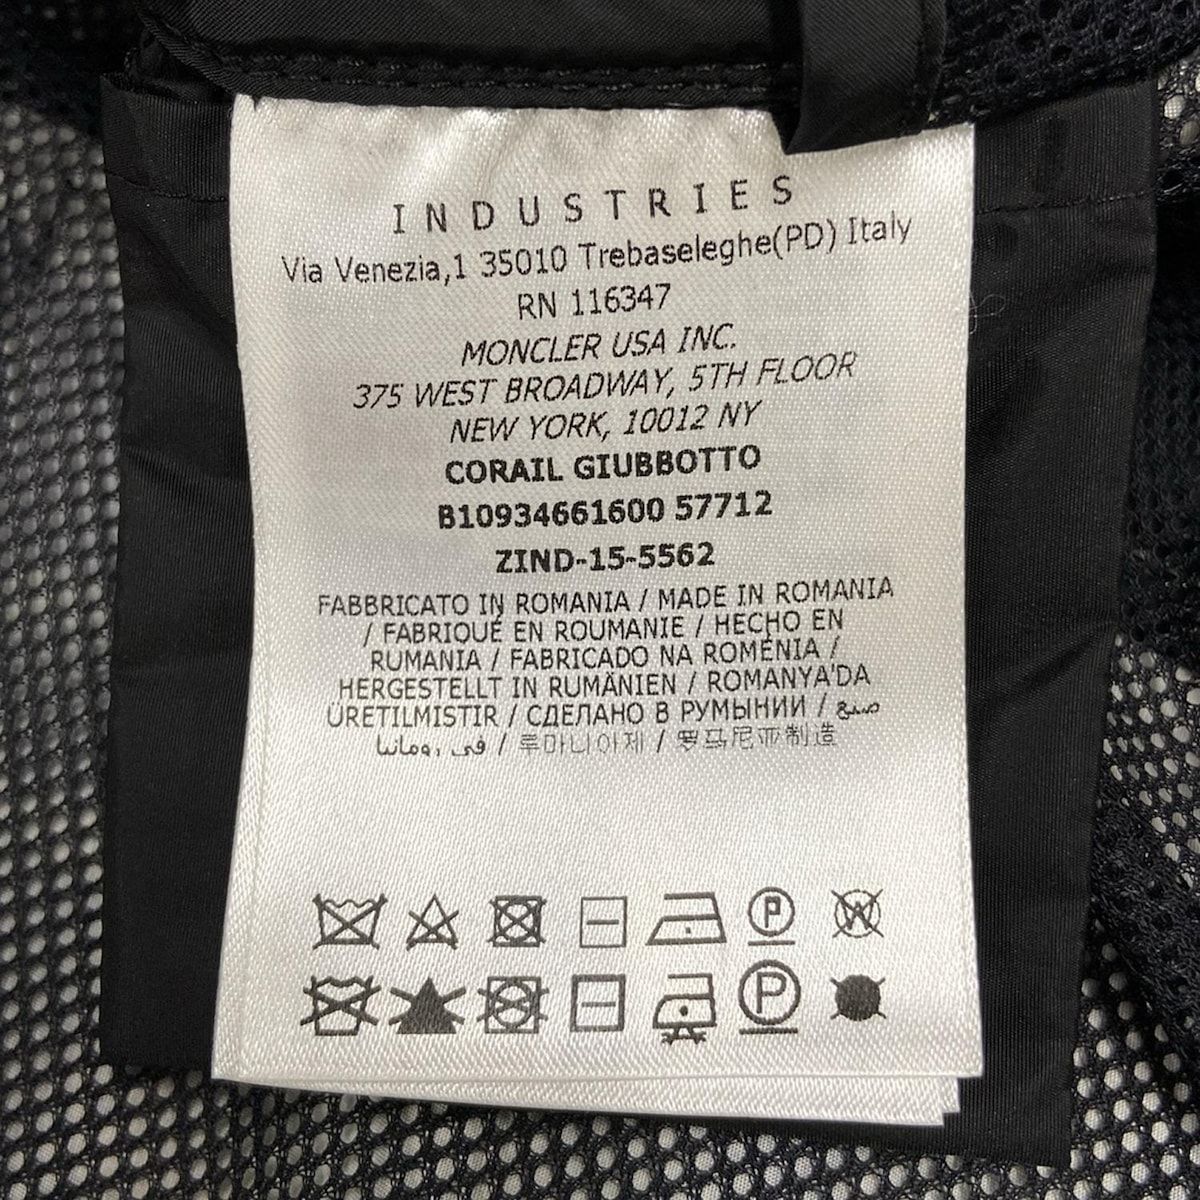 INDUSTRIES
Via Venezia,1 35010 Trebaseleghe(PD) Italy
RN 116347
MONCLER USA INC.
375 WEST BROADWAY, 5TH FLOOR
NEW YORK, 10012 NY
CORAIL GIUBBOTTO
B10934661600 57712
ZIND-15-5562
FABBRICATO IN ROMANIA / MADE IN ROMANIA
/ FABRIQUÉ EN ROUMANIE / HECHO EN
RUMANIA / FABRICADO NA ROMÉNIA /
HERGESTELLT IN RUMÄNIEN / ROMANYA'DA
ÜRETILMISTIR / СДЕЛАНО В РУМЫНИИ / صنع
في رومانيا / 루마니아제 / 罗马尼亚制造
P W
P